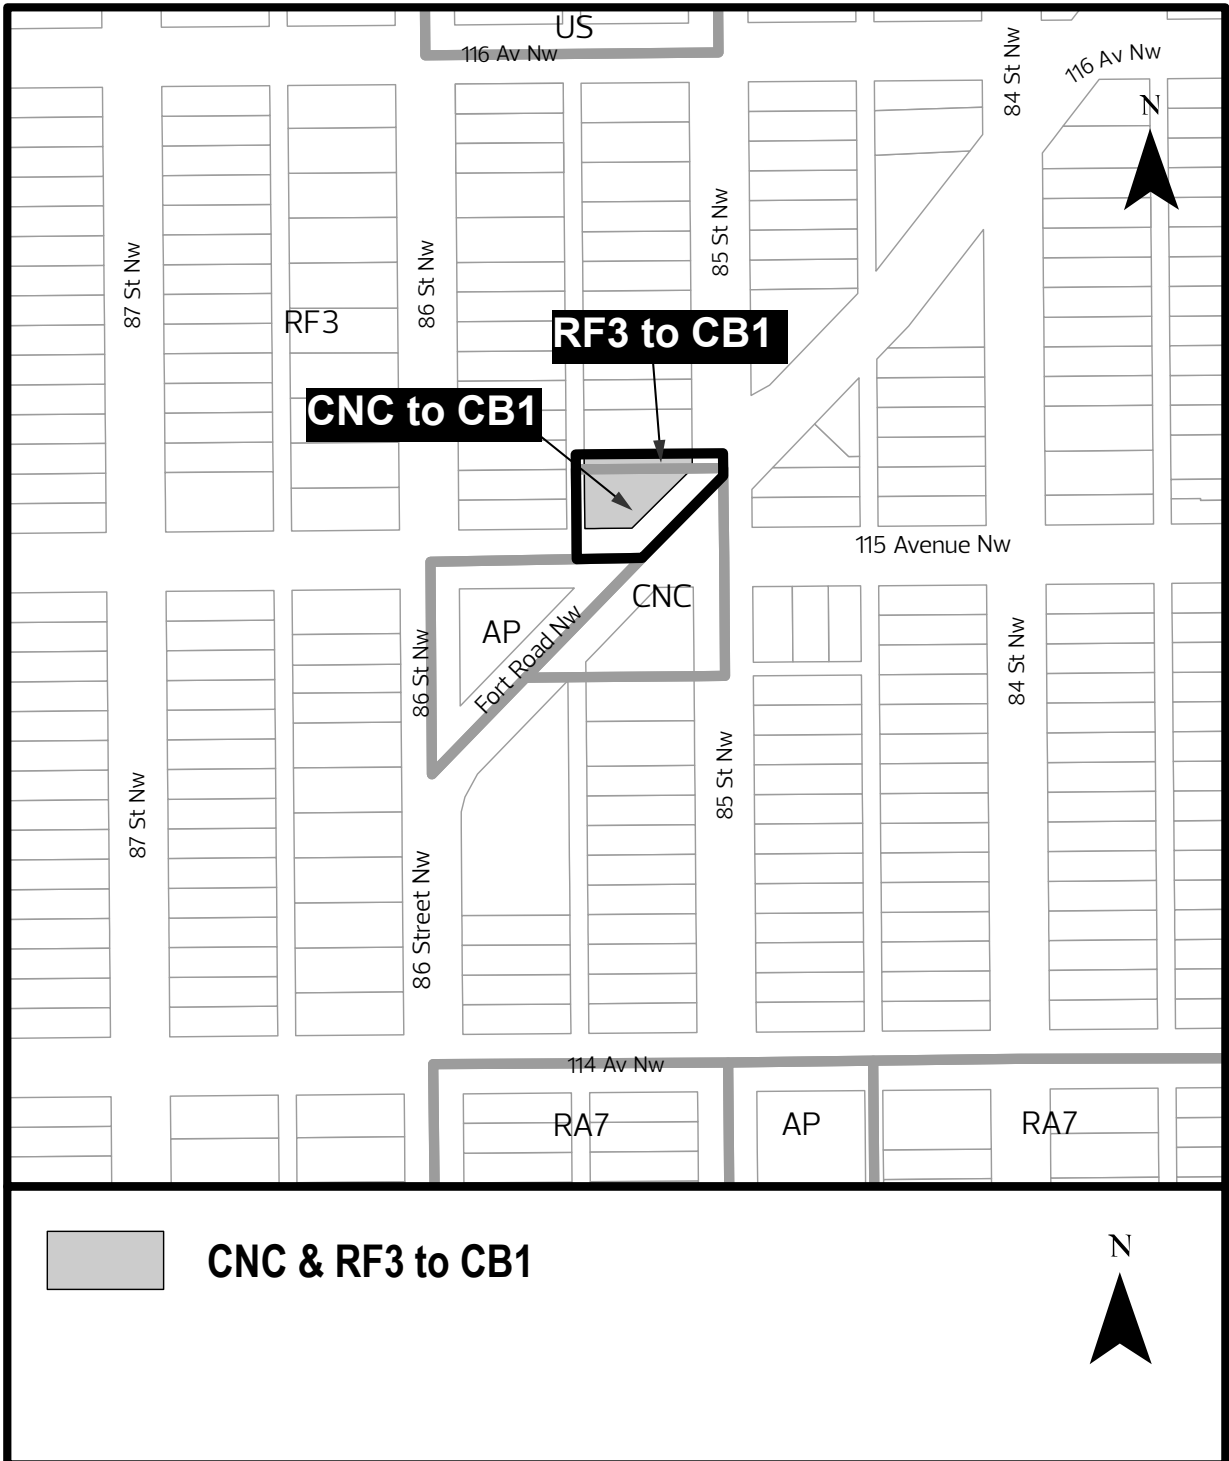 US
116 Av Nw
84 St Nw
116 Av Nw
N
87 St Nw
86 St Nw
85 St Nw
RF3
RF3 to CB1
CNC to CB1
115 Avenue Nw
CNC
AP
Fort Road Nw
86 St Nw
84 St Nw
85 St Nw
87 St Nw
86 Street Nw
114 Av Nw
RA7
AP
RA7
CNC & RF3 to CB1
N